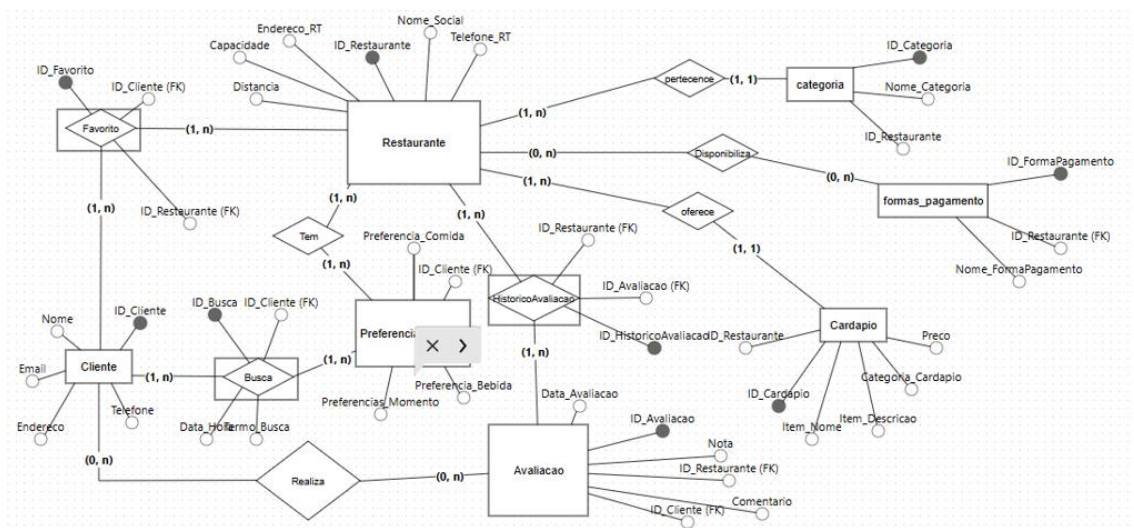 Nome_Social
Endereco_RT
ID_Restaurante
Telefone_RT
Capacidade
Distancia
ID_Favorito
ID_Cliente (FK)
Favorito
(1, n)
Restaurante
(1, n)
pertecence
(1, 1)
categoria
ID_Categoria
Nome_Categoria
ID_Restaurante
(0, n)
Disponibiliza
(0, n)
formas_pagamento
ID_FormaPagamento
ID_Restaurante (FK)
Nome_FormaPagamento
(1, n)
oferece
(1, 1)
(1, n)
ID_Restaurante (FK)
(1, n)
Tem
(1, n)
(1, n)
Preferencia_Comida
ID_Cliente (FK)
Preferencias_Momento
Preferencia_Bebida
ID_Restaurante (FK)
HistoricoAvaliacao
ID_Avaliacao (FK)
ID_HistoricoAvaliacao
(1, n)
Cardapio
ID_Restaurante
Preco
Categoria_Cardapio
ID_Cardapio
Item_Descricao
Item_Nome
Nome
ID_Cliente
Email
Cliente
Endereco
Telefone
(1, n)
ID_Busca
ID_Cliente (FK)
Busca
(1, n)
Termo_Busca
(0, n)
Realiza
(0, n)
Avaliacao
Data_Avaliacao
ID_Avaliacao
Nota
ID_Restaurante (FK)
Comentario
ID_Cliente (FK)